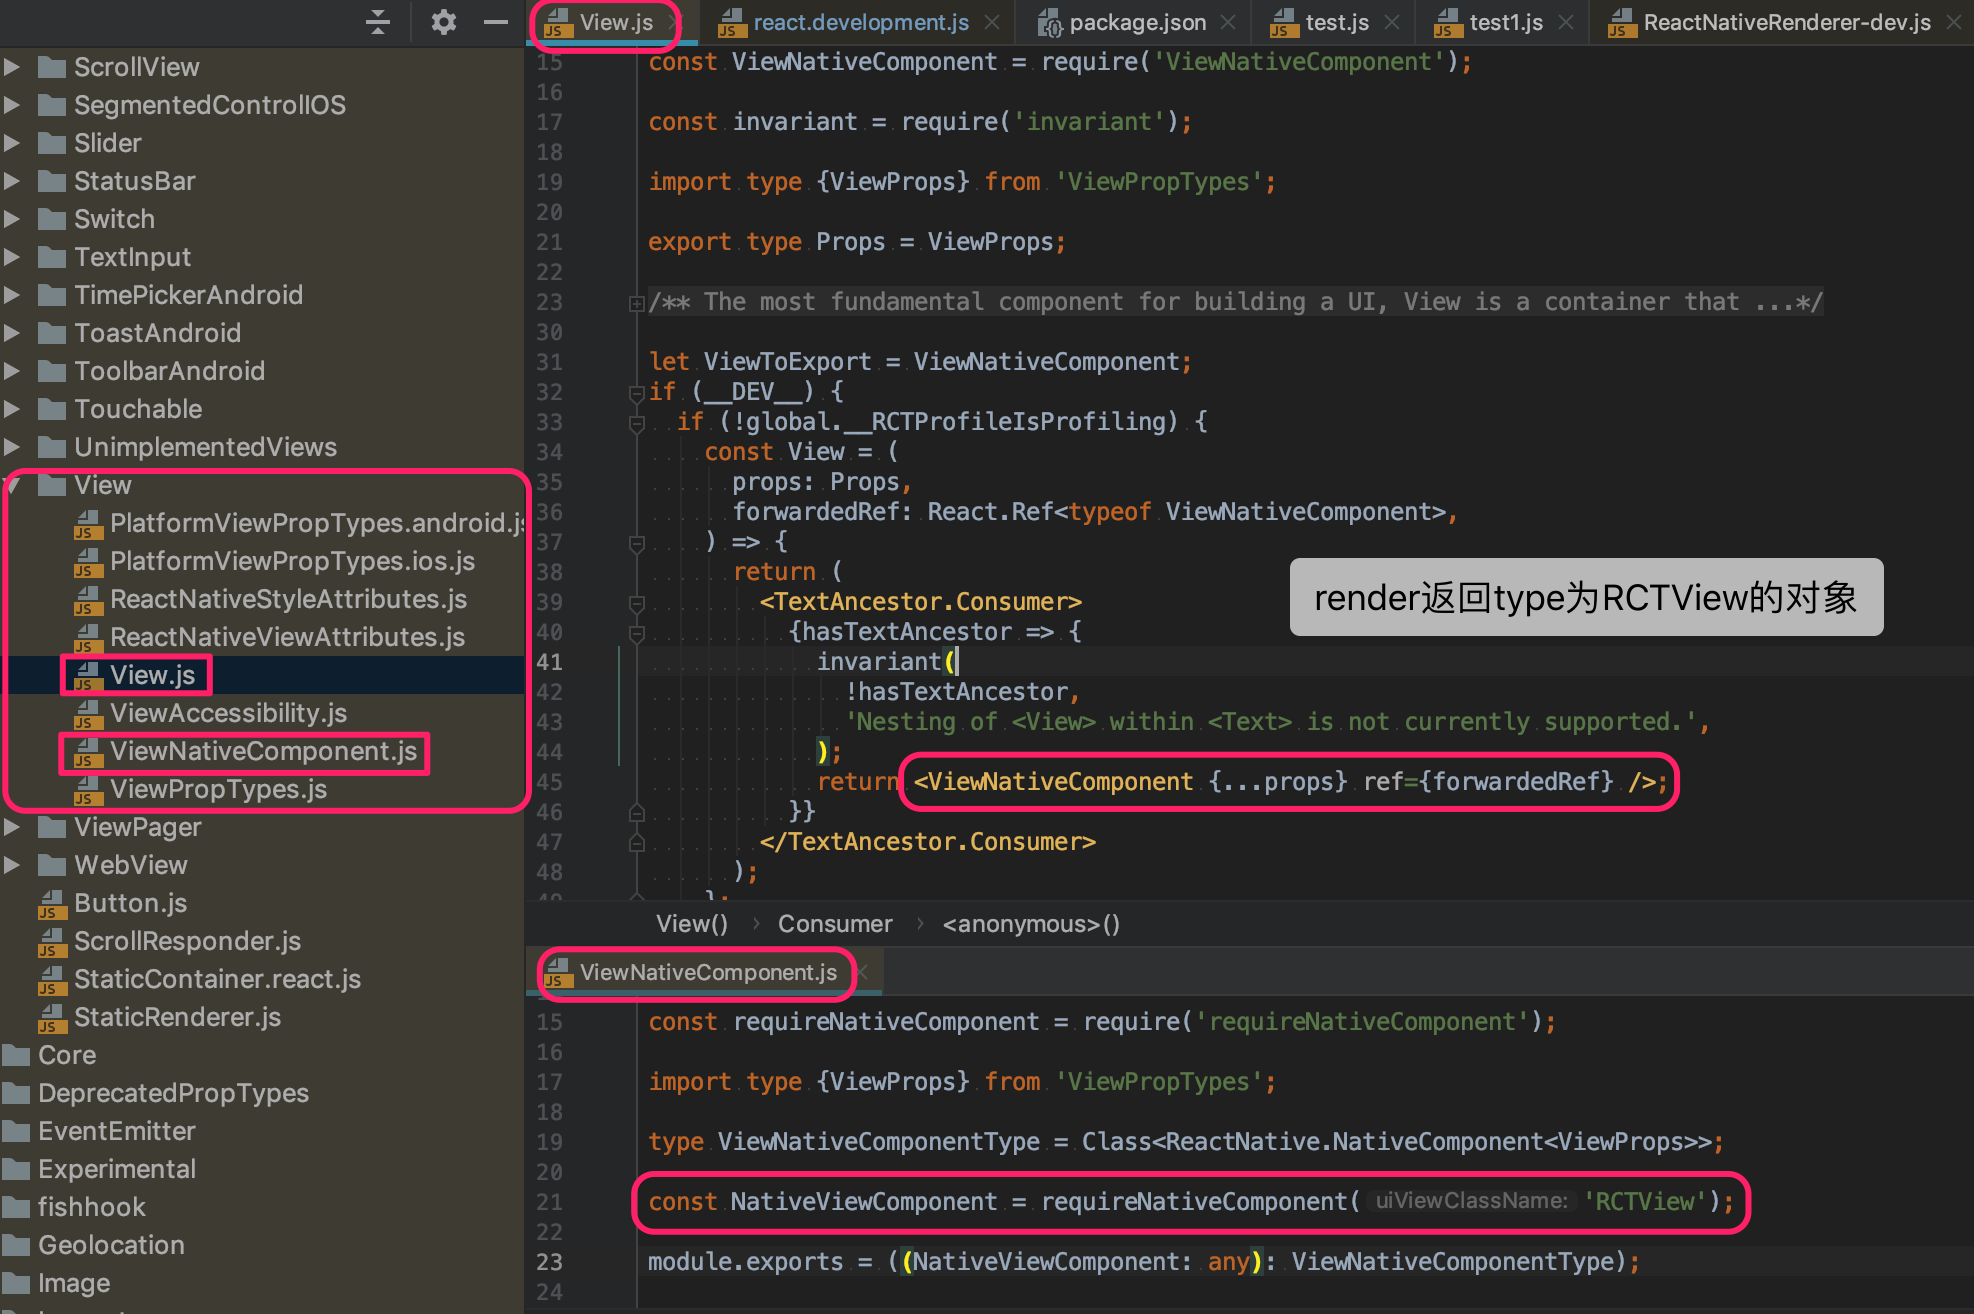 View.js
react.development.js
package.json
test.js
test1.js
ReactNativeRenderer-dev.js
ScrollView
SegmentedControlIOS
Slider
StatusBar
Switch
TextInput
TimePickerAndroid
ToastAndroid
ToolbarAndroid
Touchable
UnimplementedViews
View
PlatformViewPropTypes.android.js
PlatformViewPropTypes.ios.js
ReactNativeStyleAttributes.js
ReactNativeViewAttributes.js
View.js
ViewAccessibility.js
ViewNativeComponent.js
ViewPropTypes.js
ViewPager
WebView
Button.js
ScrollResponder.js
StaticContainer.react.js
StaticRenderer.js
Core
DeprecatedPropTypes
EventEmitter
Experimental
fishhook
Geolocation
Image
15 const ViewNativeComponent = require('ViewNativeComponent');
16
17 const invariant = require('invariant');
18
19 import type {ViewProps} from 'ViewPropTypes';
20
21 export type Props = ViewProps;
22
23 /** The most fundamental component for building a UI, View is a container that ...*/
30
31 let ViewToExport = ViewNativeComponent;
32 if (__DEV__) {
33 if (!global.__RCTProfileIsProfiling) {
34 const View = (
35 props: Props,
36 forwardedRef: React.Ref<typeof ViewNativeComponent>,
37 ) => {
38 return (
39 <TextAncestor.Consumer>
40 {hasTextAncestor => {
41 invariant(
42 !hasTextAncestor,
43 'Nesting of <View> within <Text> is not currently supported.',
44 );
45 return <ViewNativeComponent {...props} ref={forwardedRef} />;
46 }}
47 </TextAncestor.Consumer>
48 );
49 };
render返回type为RCTView的对象
View() › Consumer › <anonymous>()
ViewNativeComponent.js
15 const requireNativeComponent = require('requireNativeComponent');
16
17 import type {ViewProps} from 'ViewPropTypes';
18
19 type ViewNativeComponentType = Class<ReactNative.NativeComponent<ViewProps>>;
20
21 const NativeViewComponent = requireNativeComponent( uiViewClassName: 'RCTView');
22
23 module.exports = ((NativeViewComponent: any): ViewNativeComponentType);
24